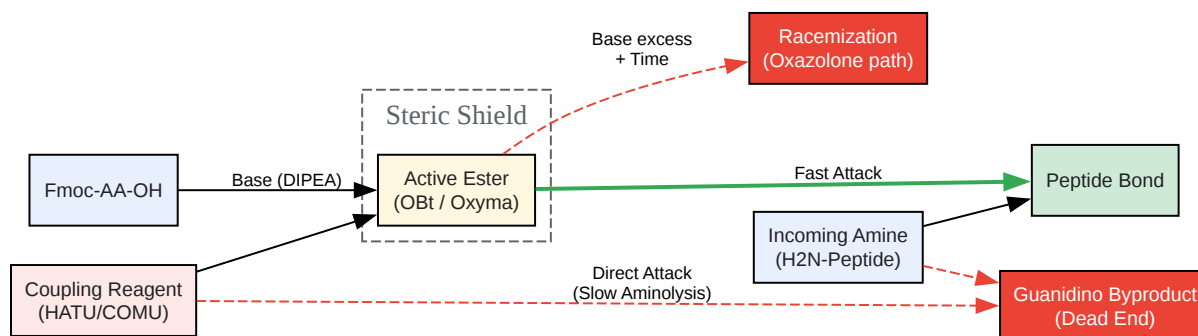 Racemization
(Oxazolone path)
Base excess
+ Time
Steric Shield
Fmoc-AA-OH
Base (DIPEA)
Active Ester
(OBt / Oxyma)
Fast Attack
Peptide Bond
Incoming Amine
(H2N-Peptide)
Coupling Reagent
(HATU/COMU)
Direct Attack
(Slow Aminolysis)
Guanidino Byproduct
(Dead End)